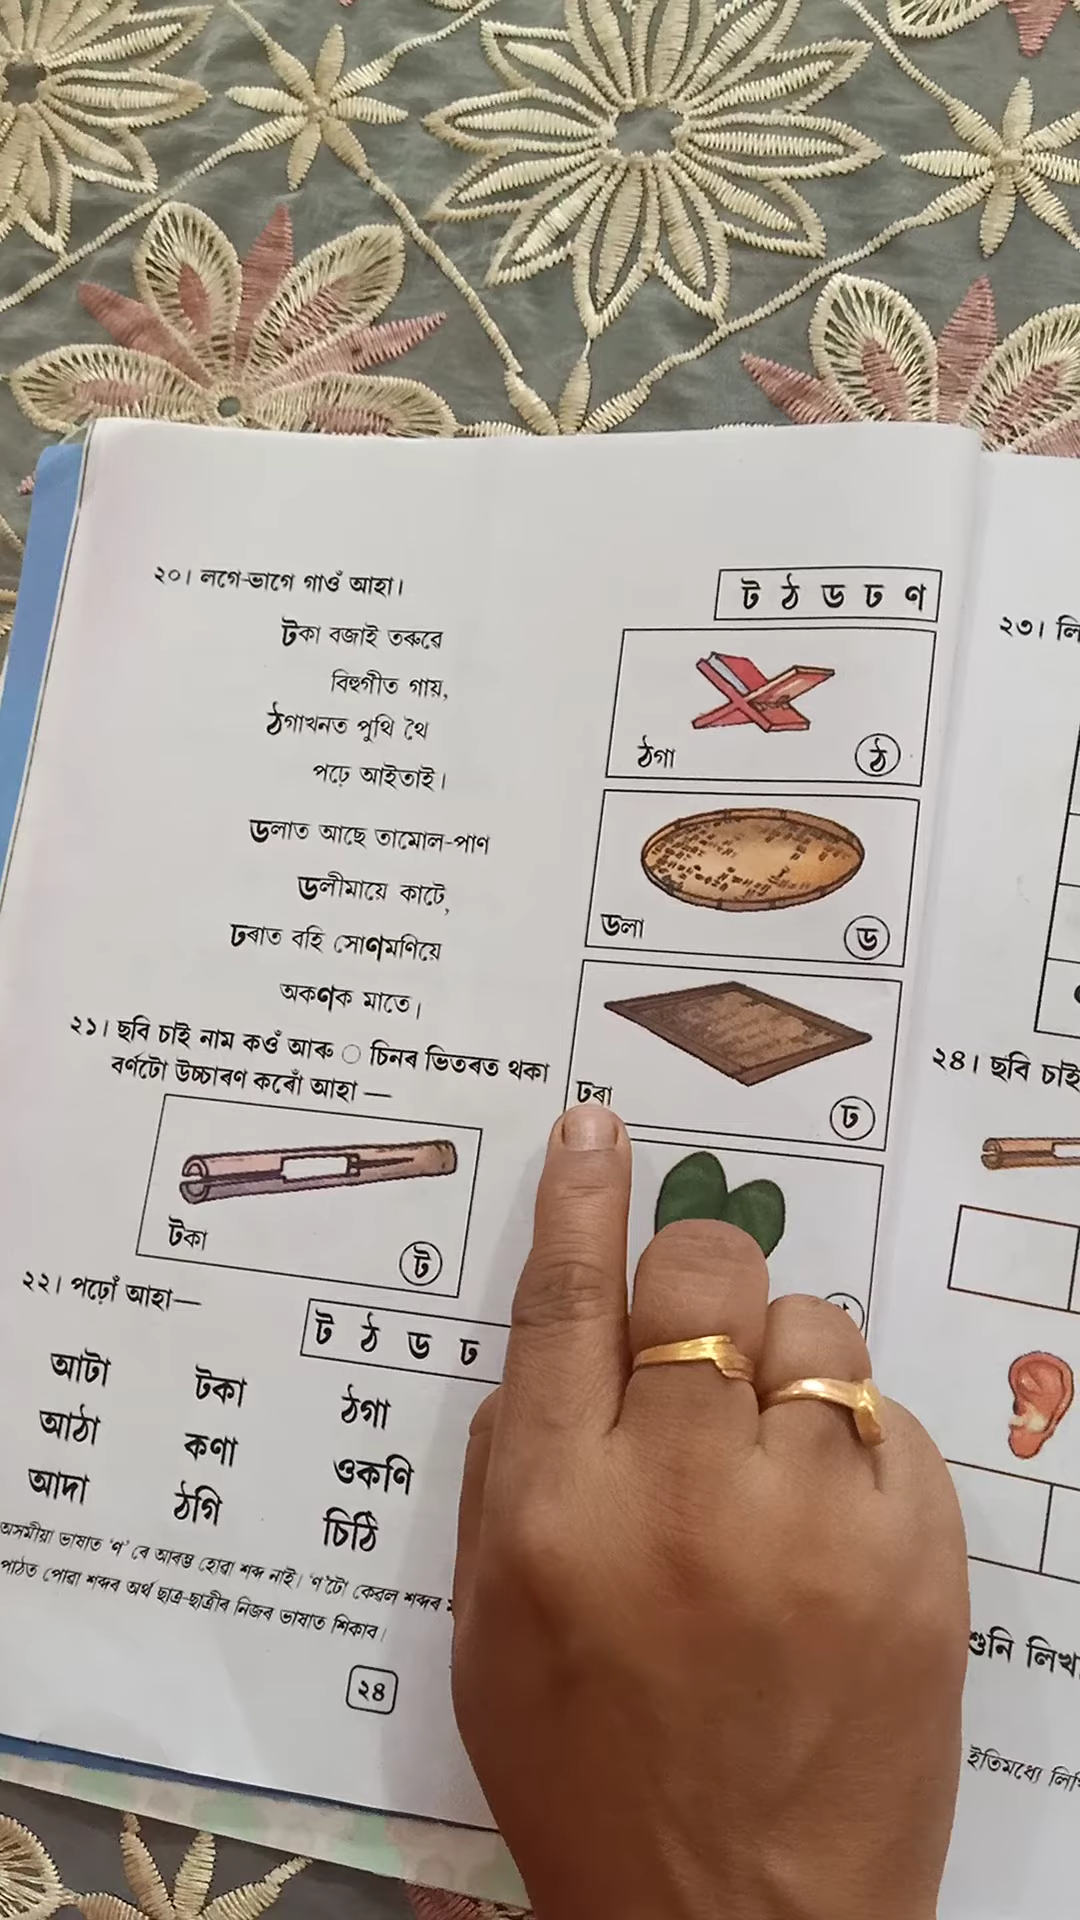 ২০। লগে-ভাগে গাওঁ আহা।
টকা বজাই তৰুৱে
বিহুগীত গায়,
ঠগাখনত পুথি থৈ
পঢ়ে আইতাই।
ডলাত আছে তামোল-পাণ
ডলীমায়ে কাটে,
ঢৰাত বহি সোণমণিয়ে
অকণক মাতে।
ট ঠ ড ঢ ণ
ঠগা ঠ
ডলা ড
ঢৰা ঢ
২১। ছবি চাই নাম কওঁ আৰু ○ চিনৰ ভিতৰত থকা
বৰ্ণটো উচ্চাৰণ কৰোঁ আহা —
টকা ট
২২। পঢ়োঁ আহা—
ট ঠ ড ঢ
আটা টকা ঠগা
আঠা কণা ওকণি
আদা ঠগি চিঠি
অসমীয়া ভাষাত ‘ণ’ ৰে আৰম্ভ হোৱা শব্দ নাই। ‘ণ’টো কেৱল শব্দৰ
পাঠত পোৱা শব্দৰ অৰ্থ ছাত্ৰ-ছাত্ৰীৰ নিজৰ ভাষাত শিকাব।
২৪
২৩।
২৪। ছবি চাই
শুনি লিখ
ইতিমধ্যে